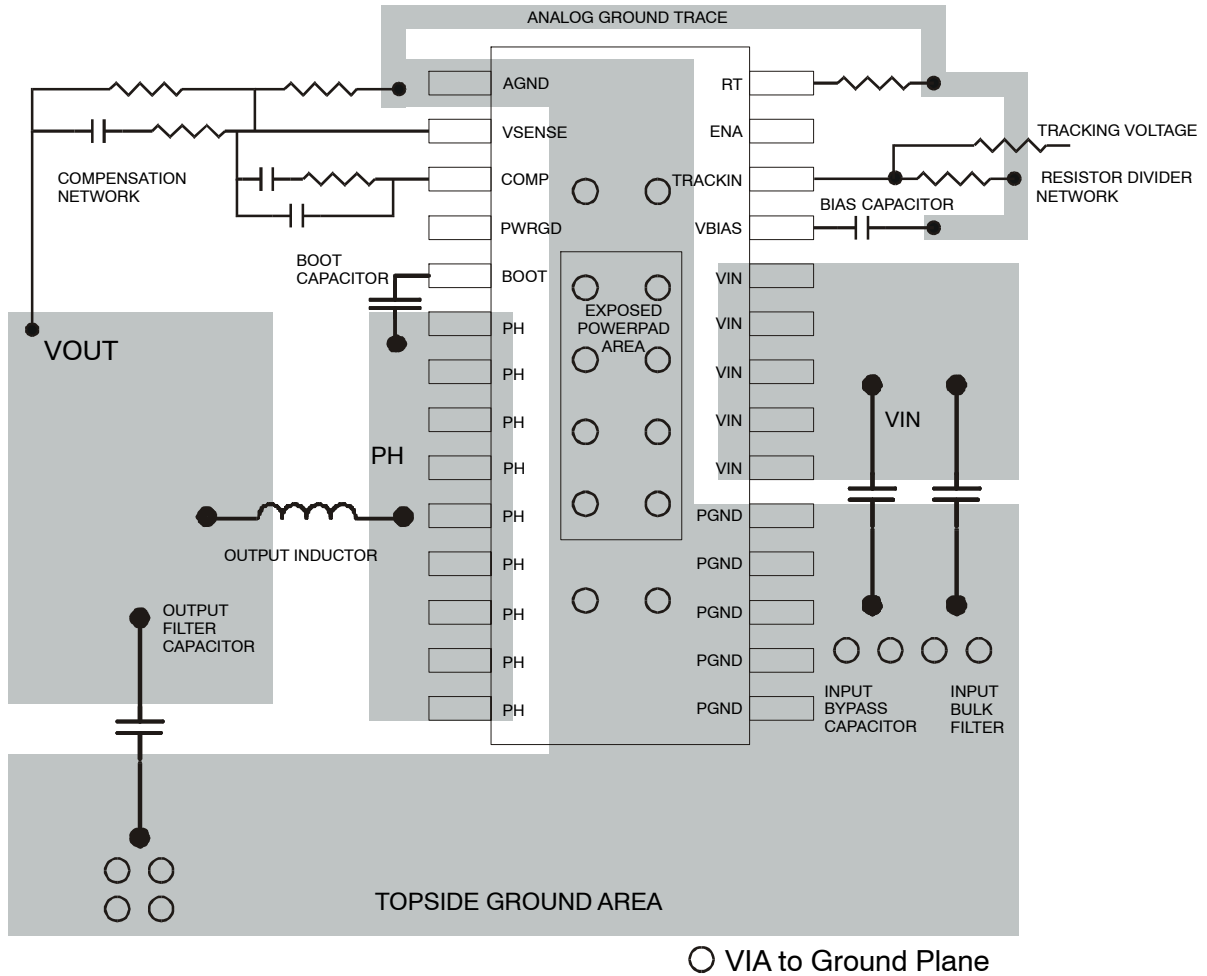 ANALOG GROUND TRACE
AGND
RT
VSENSE
ENA
TRACKING VOLTAGE
COMPENSATION
NETWORK
COMP
TRACKIN
RESISTOR DIVIDER
NETWORK
BIAS CAPACITOR
PWRGD
VBIAS
BOOT
CAPACITOR
BOOT
VIN
EXPOSED
POWERPAD
AREA
PH
VIN
VOUT
PH
VIN
PH
VIN
VIN
PH
PH
VIN
PH
PGND
OUTPUT INDUCTOR
PH
PGND
OUTPUT
FILTER
CAPACITOR
PH
PGND
PH
PGND
PH
PGND
INPUT
BYPASS
CAPACITOR
INPUT
BULK
FILTER
TOPSIDE GROUND AREA
VIA to Ground Plane